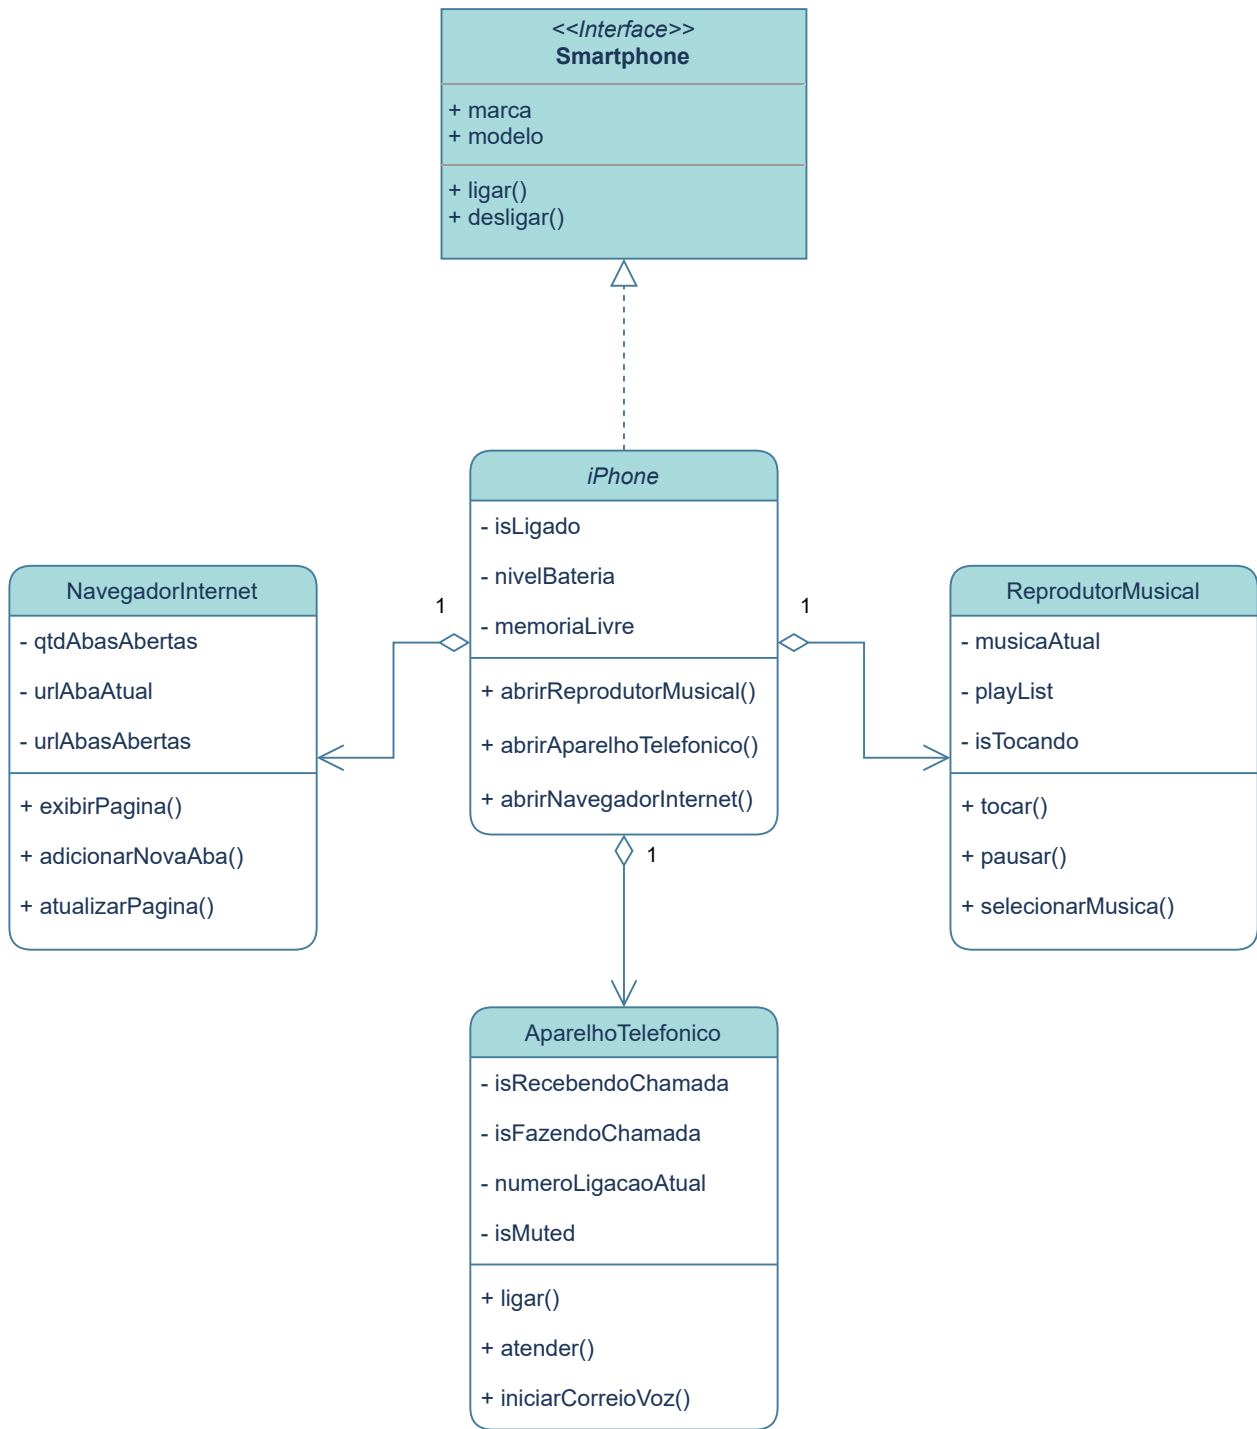 <<Interface>>
Smartphone
+ marca
+ modelo
+ ligar()
+ desligar()
iPhone
- isLigado
- nivelBateria
- memoriaLivre
+ abrirReprodutorMusical()
+ abrirAparelhoTelefonico()
+ abrirNavegadorInternet()
1
1
1
NavegadorInternet
- qtdAbasAbertas
- urlAbaAtual
- urlAbasAbertas
+ exibirPagina()
+ adicionarNovaAba()
+ atualizarPagina()
ReprodutorMusical
- musicaAtual
- playList
- isTocando
+ tocar()
+ pausar()
+ selecionarMusica()
AparelhoTelefonico
- isRecebendoChamada
- isFazendoChamada
- numeroLigacaoAtual
- isMuted
+ ligar()
+ atender()
+ iniciarCorreioVoz()